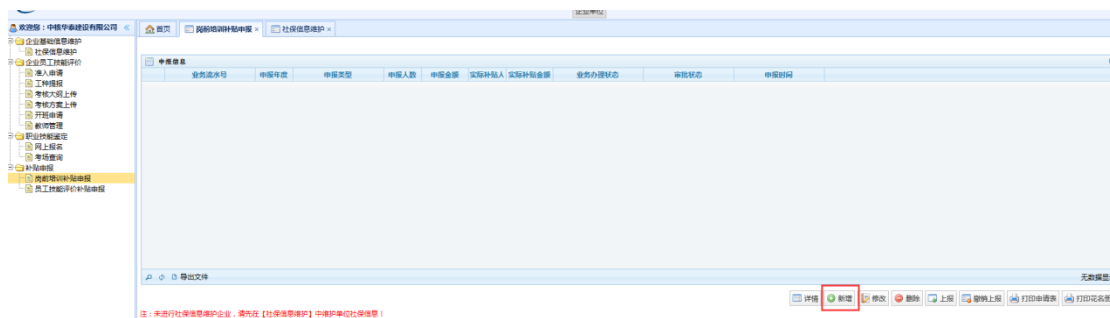 企业单位
欢迎您：中核华泰建设有限公司
首页 岗前培训补贴申报 × 社保信息维护 ×
企业基础信息维护
社保信息维护
企业员工技能评价
准入申请
工种提报
考核大纲上传
考核方案上传
开班申请
教师管理
职业技能鉴定
网上报名
考场查询
补贴申报
岗前培训补贴申报
员工技能评价补贴申报
申报信息
业务流水号 申报年度 申报类型 申报人数 申报金额 实际补贴人 实际补贴金额 业务办理状态 审批状态 申报时间
导出文件 无数据显
详情 新增 修改 删除 上报 撤销上报 打印申请表 打印花名册
注：未进行社保信息维护企业，请先在【社保信息维护】中维护单位社保信息！